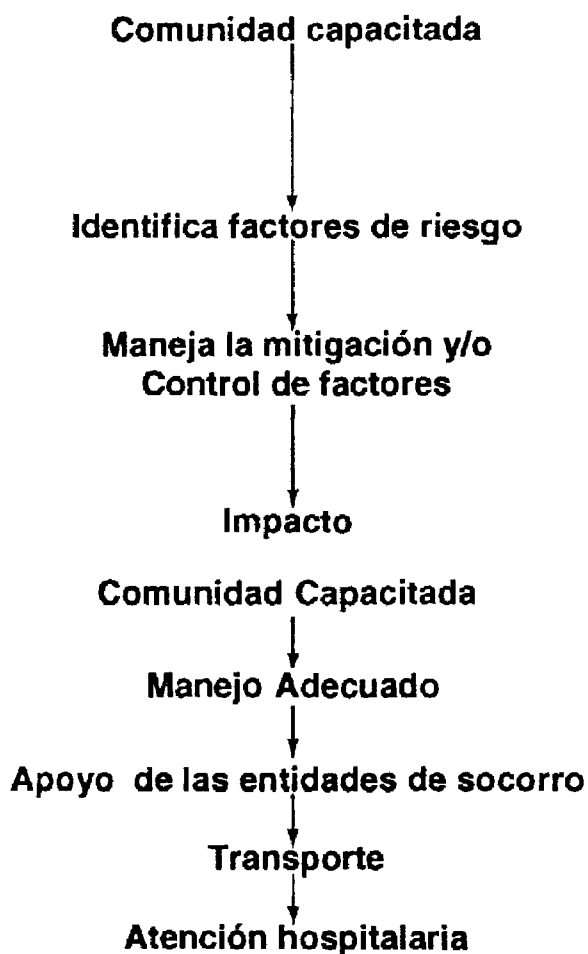 Comunidad capacitada
Identifica factores de riesgo
Maneja la mitigación y/o
Control de factores
Impacto
Comunidad Capacitada
Manejo Adecuado
Apoyo de las entidades de socorro
Transporte
Atención hospitalaria